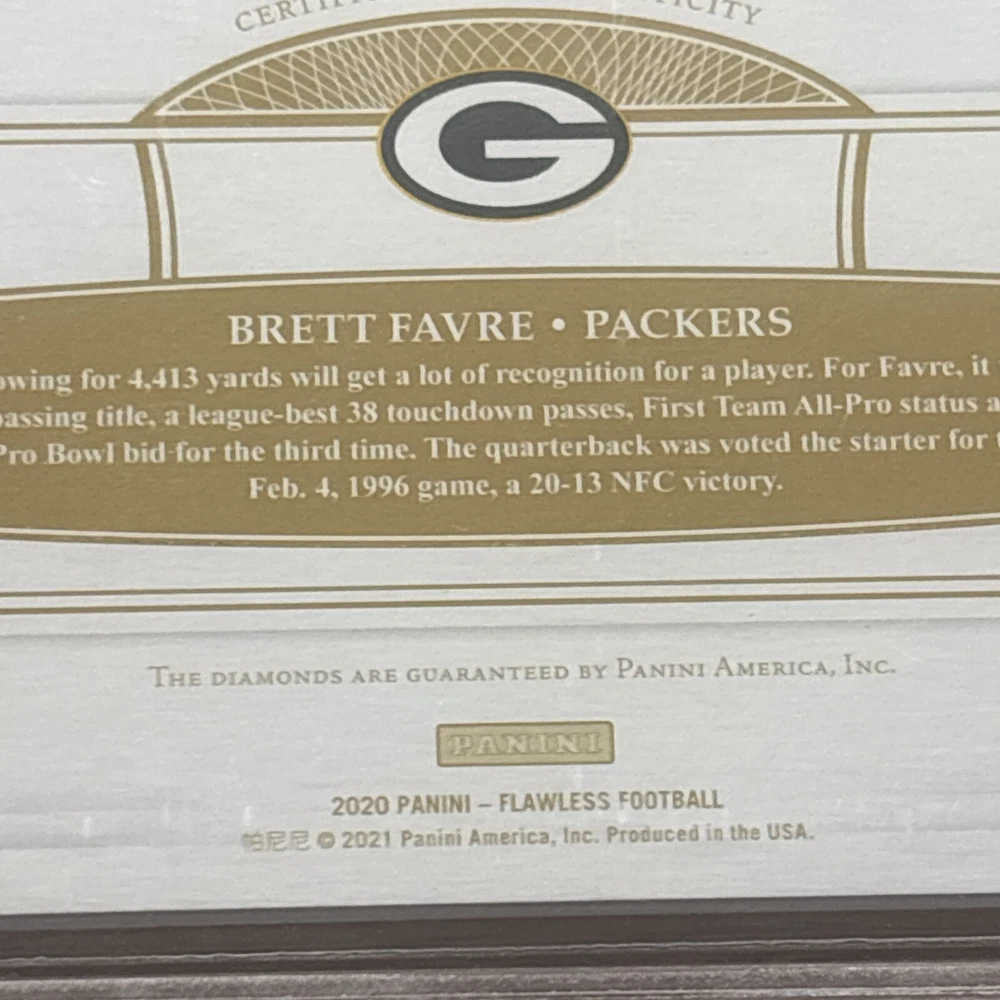 G
BRETT FAVRE • PACKERS
owing for 4,413 yards will get a lot of recognition for a player. For Favre, it
passing title, a league-best 38 touchdown passes, First Team All-Pro status a
Pro Bowl bid for the third time. The quarterback was voted the starter for
Feb. 4, 1996 game, a 20-13 NFC victory.
THE DIAMONDS ARE GUARANTEED BY PANINI AMERICA, INC.
PANINI
2020 PANINI – FLAWLESS FOOTBALL
帕尼尼 © 2021 Panini America, Inc. Produced in the USA.